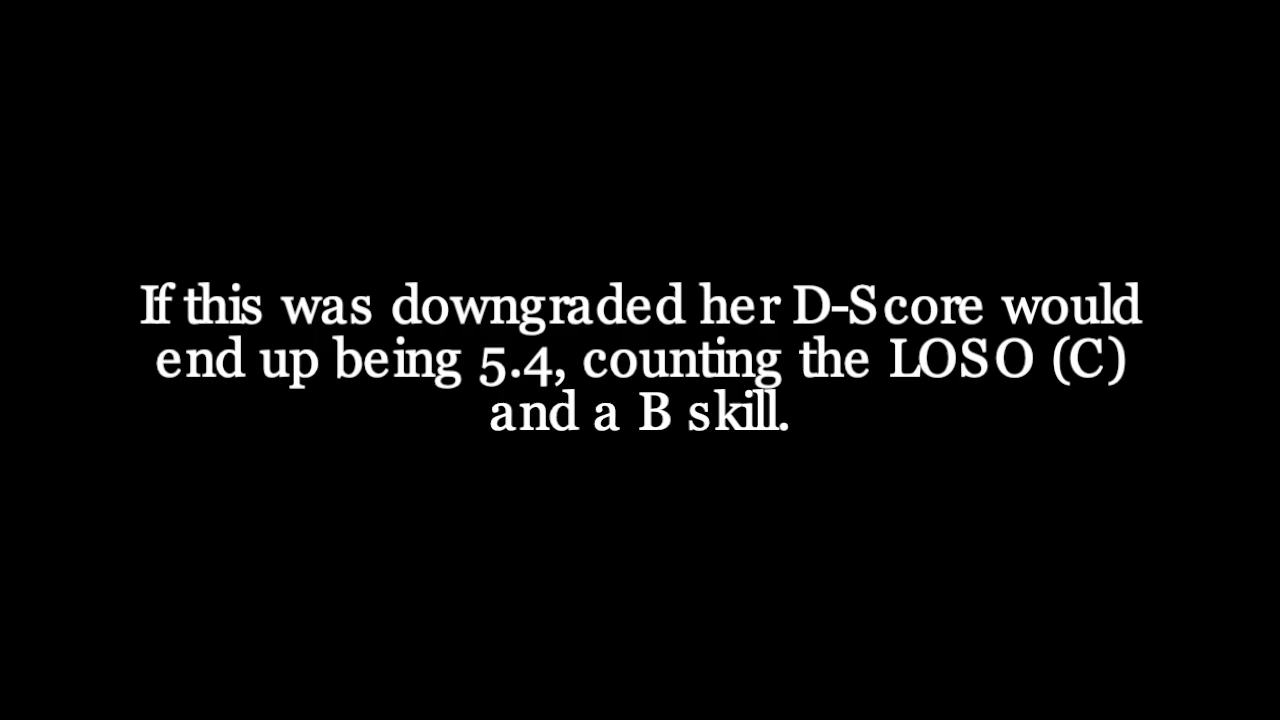 If this was downgraded her D-Score would
end up being 5.4, counting the LOSO (C)
and a B skill.